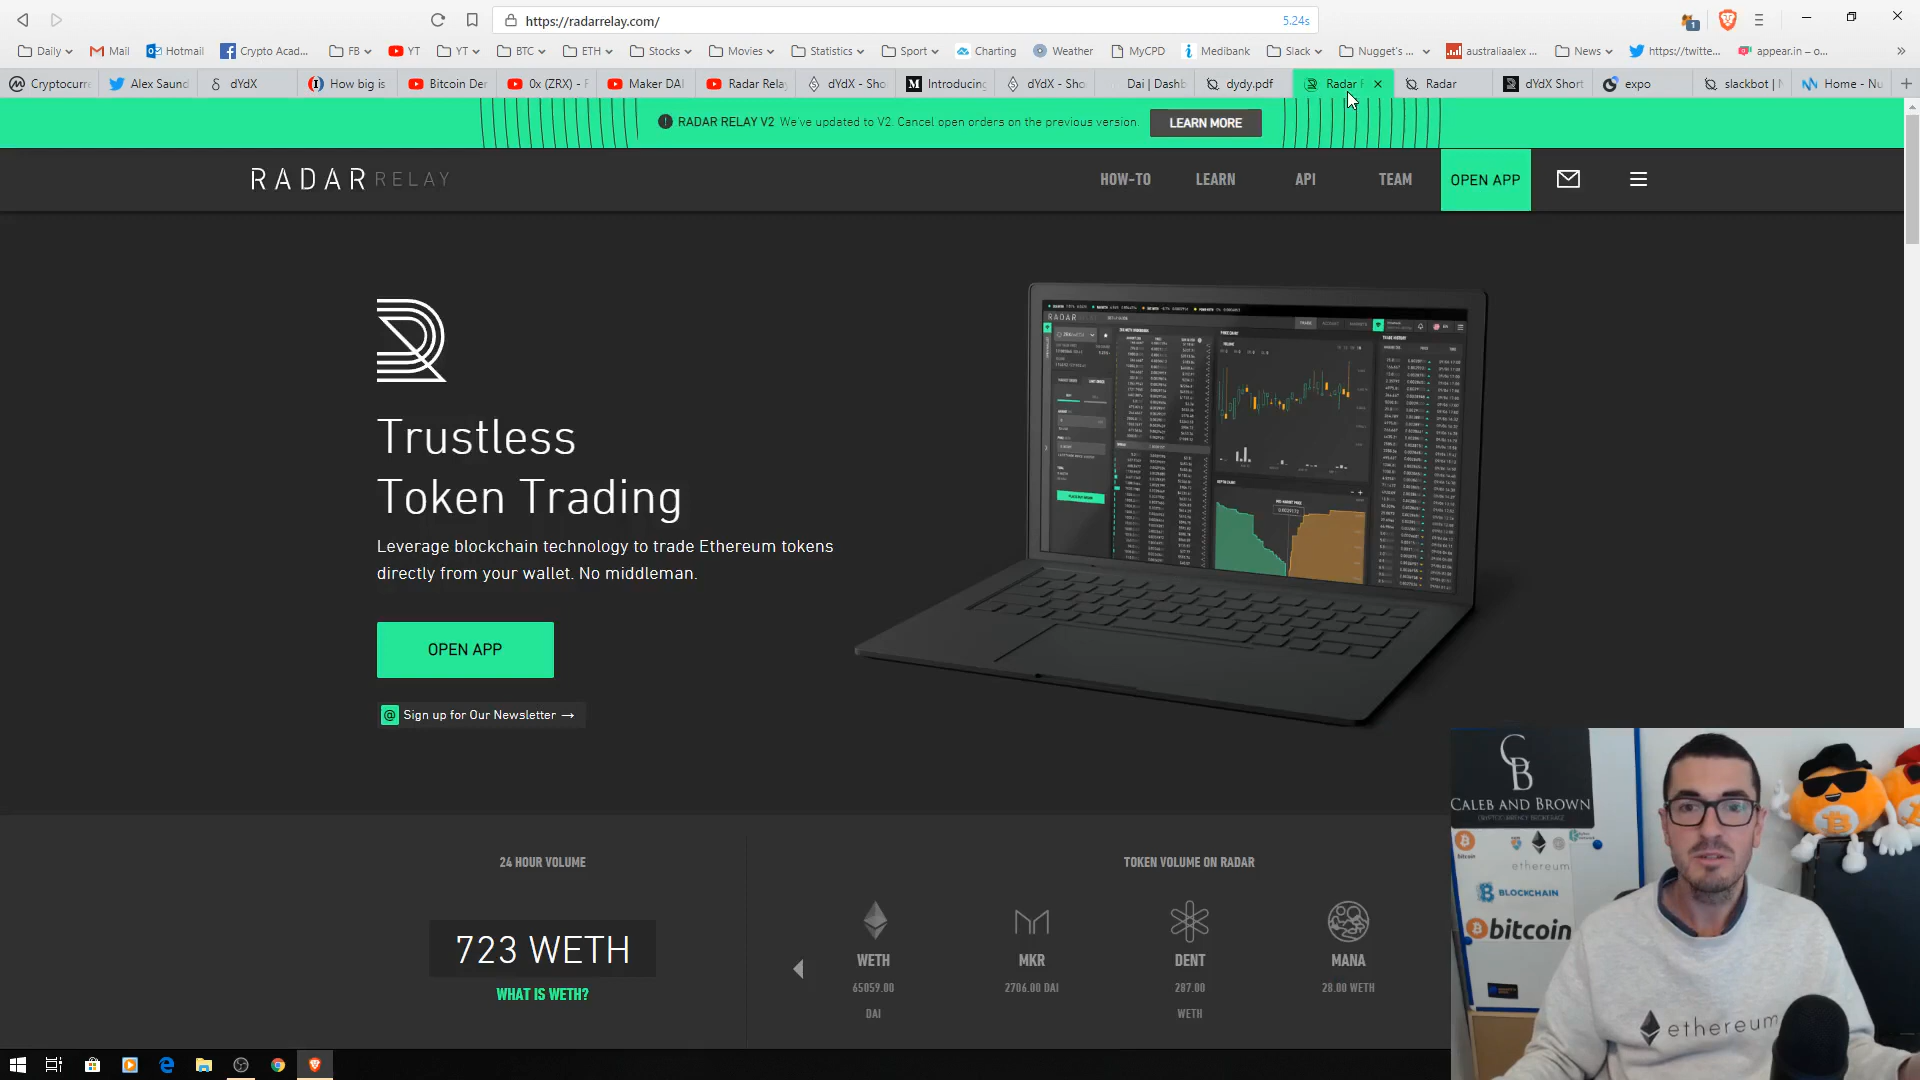 https://radarrelay.com/
5.24s
Daily
Mail
Hotmail
Crypto Acad...
FB
YT
YT
BTC
ETH
Stocks
Movies
Statistics
Sport
Charting
Weather
MyCPD
Medibank
Slack
Nugget's ...
australiaalex ...
News
https://twitte...
appear.in – o...
Cryptocurr
Alex Saund
dYdX
How big is
Bitcoin Der
0x (ZRX) -
Maker DAI
Radar Relay
dYdX - Sho
Introducing
dYdX - Sho
Dai | Dashb
dydy.pdf
Radar
Radar
dYdX Short
expo
slackbot |
Home - Nu
RADAR RELAY V2 We've updated to V2. Cancel open orders on the previous version.
LEARN MORE
RADAR RELAY
HOW-TO
LEARN
API
TEAM
OPEN APP
Trustless
Token Trading
Leverage blockchain technology to trade Ethereum tokens
directly from your wallet. No middleman.
OPEN APP
@ Sign up for Our Newsletter →
24 HOUR VOLUME
723 WETH
WHAT IS WETH?
TOKEN VOLUME ON RADAR
WETH
65059.00
DAI
MKR
2706.00 DAI
DENT
287.00
WETH
MANA
28.00 WETH
CB
CALEB AND BROWN
CRYPTOCURRENCY BROKERAGE
bitcoin
ethereum
BLOCKCHAIN
bitcoin
ethereum